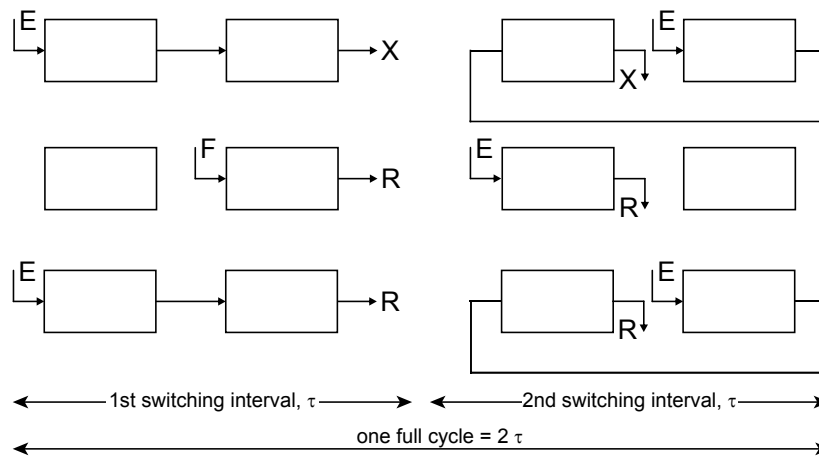 E X X E
F R E R
E R R E
1st switching interval, τ 2nd switching interval, τ
one full cycle = 2 τ